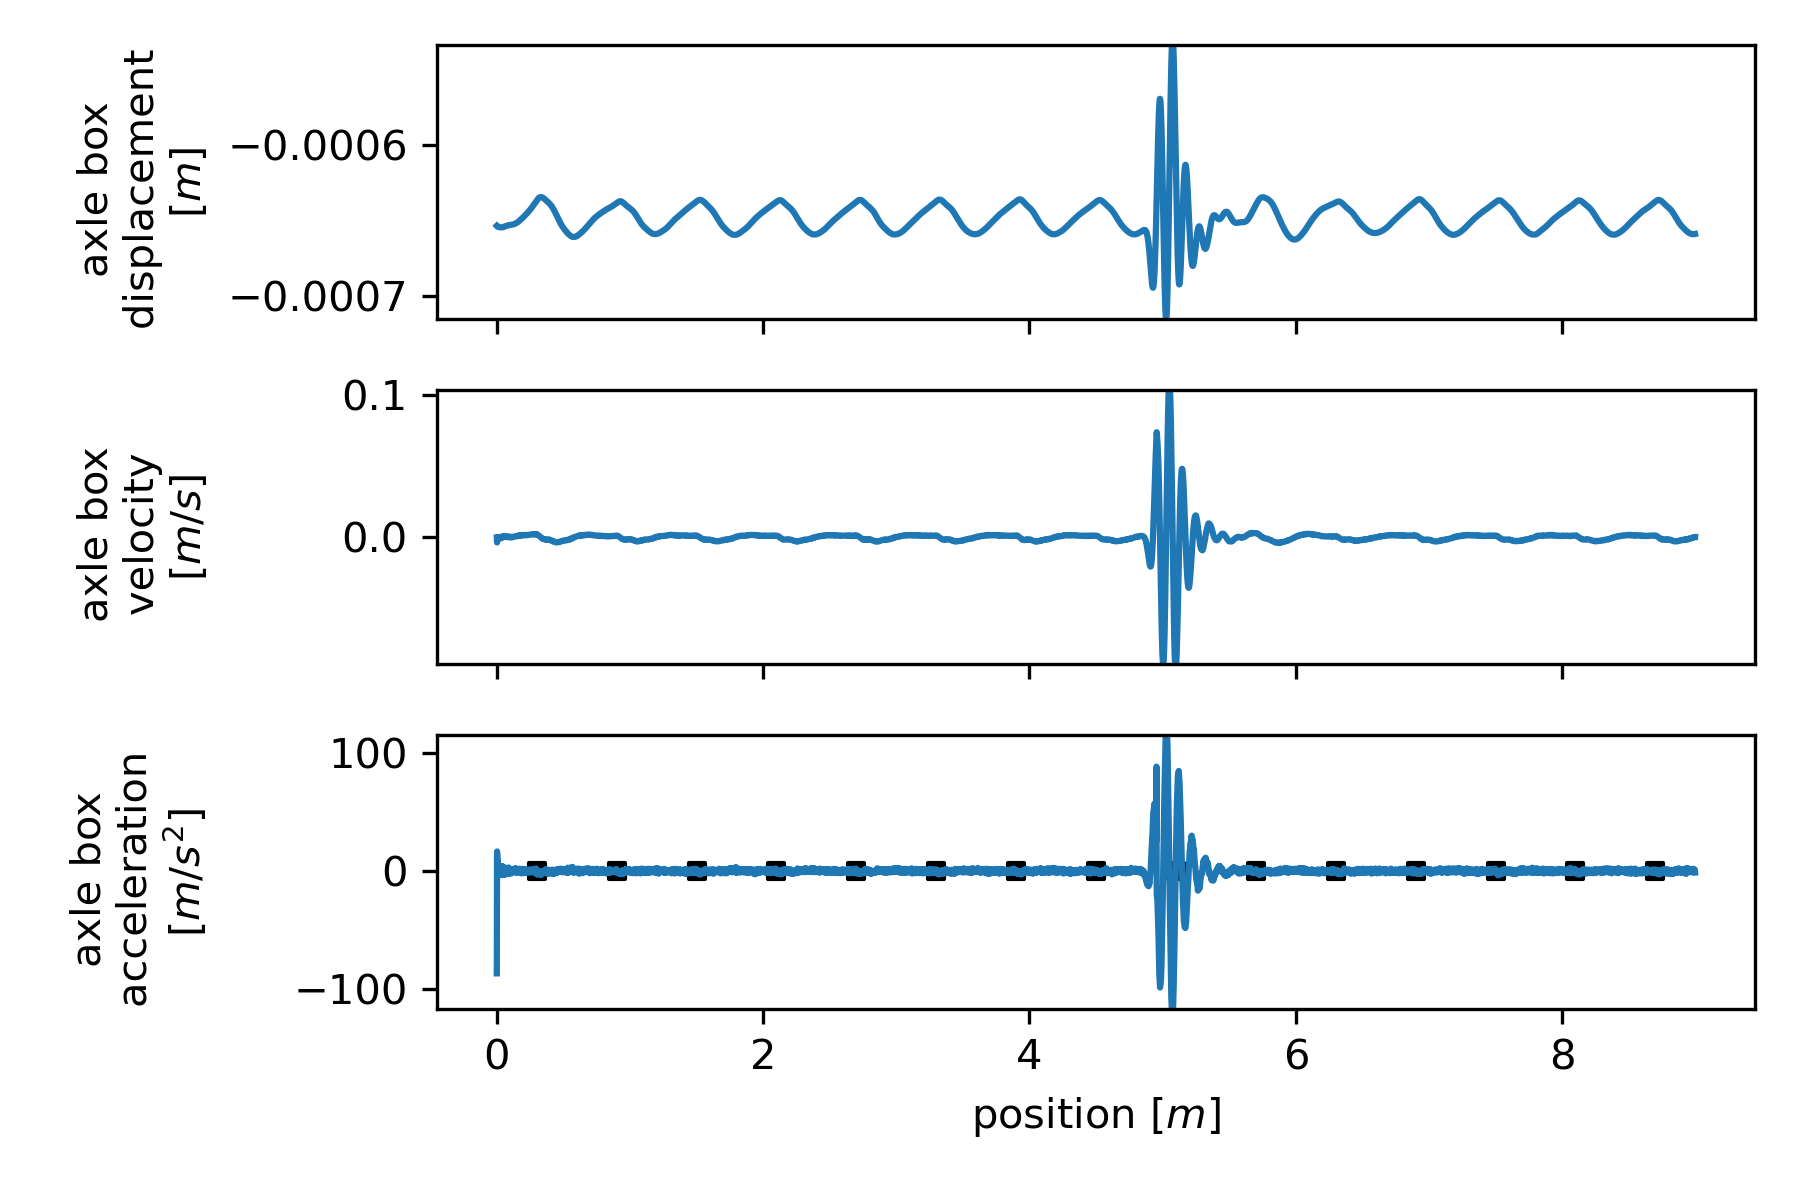 axle box
displacement
[m]
−0.0006
−0.0007
axle box
velocity
[m/s]
0.1
0.0
axle box
acceleration
[m/s²]
100
0
−100
0 2 4 6 8
position [m]